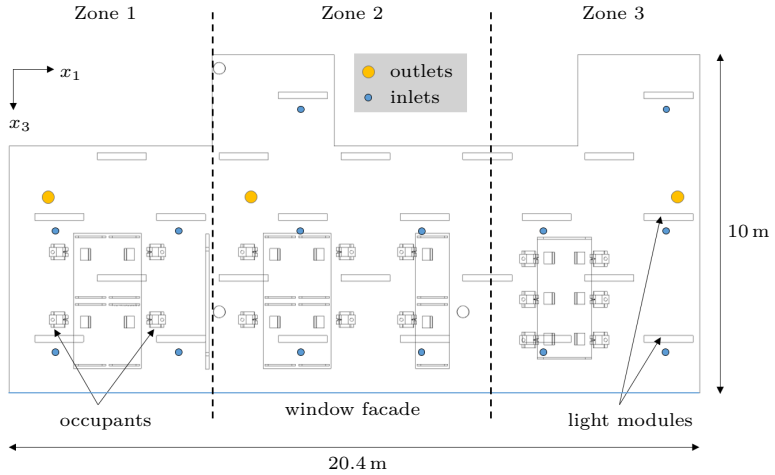 Zone 1
Zone 2
Zone 3
x₁
x₃
outlets
inlets
10 m
occupants
window facade
light modules
20.4 m